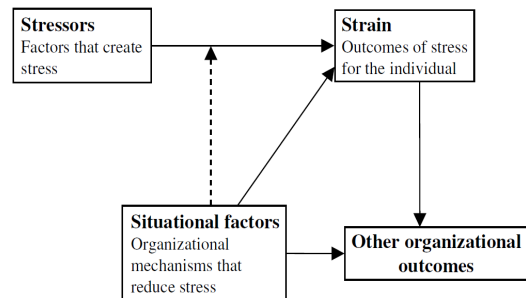 Stressors
Factors that create
stress
Strain
Outcomes of stress
for the individual
Situational factors
Organizational
mechanisms that
reduce stress
Other organizational
outcomes